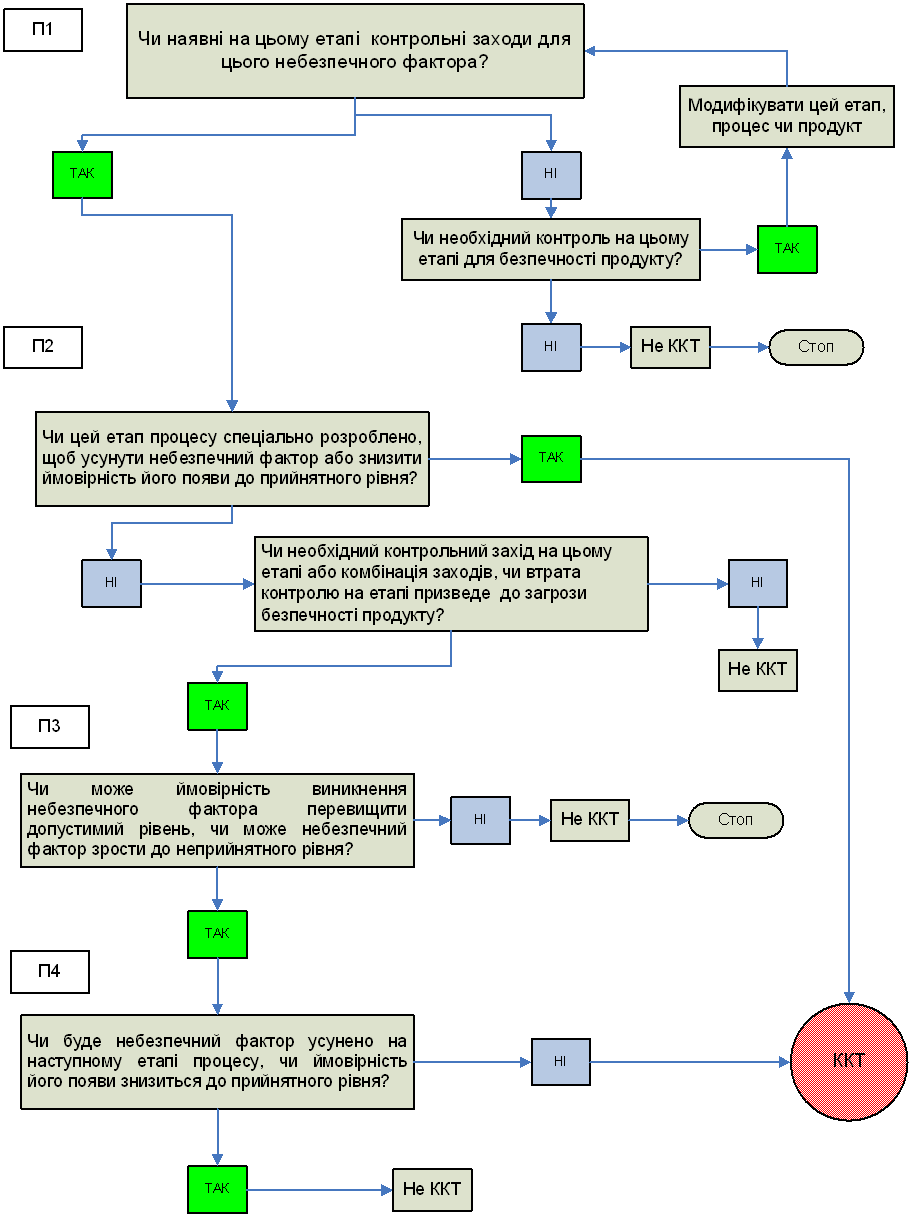 П1
Чи наявні на цьому етапі контрольні заходи для
цього небезпечного фактора?
Модифікувати цей етап,
процес чи продукт
ТАК
НІ
Чи необхідний контроль на цьому
етапі для безпечності продукту?
ТАК
П2
НІ
Не ККТ
Стоп
Чи цей етап процесу спеціально розроблено,
щоб усунути небезпечний фактор або знизити
ймовірність його появи до прийнятного рівня?
ТАК
НІ
Чи необхідний контрольний захід на цьому
етапі або комбінація заходів, чи втрата
контролю на етапі призведе до загрози
безпечності продукту?
НІ
Не ККТ
ТАК
П3
Чи може ймовірність виникнення
небезпечного фактора перевищити
допустимий рівень, чи може небезпечний
фактор зрости до неприйнятного рівня?
НІ
Не ККТ
Стоп
ТАК
П4
Чи буде небезпечний фактор усунено на
наступному етапі процесу, чи ймовірність
його появи знизиться до прийнятного рівня?
НІ
ККТ
ТАК
Не ККТ